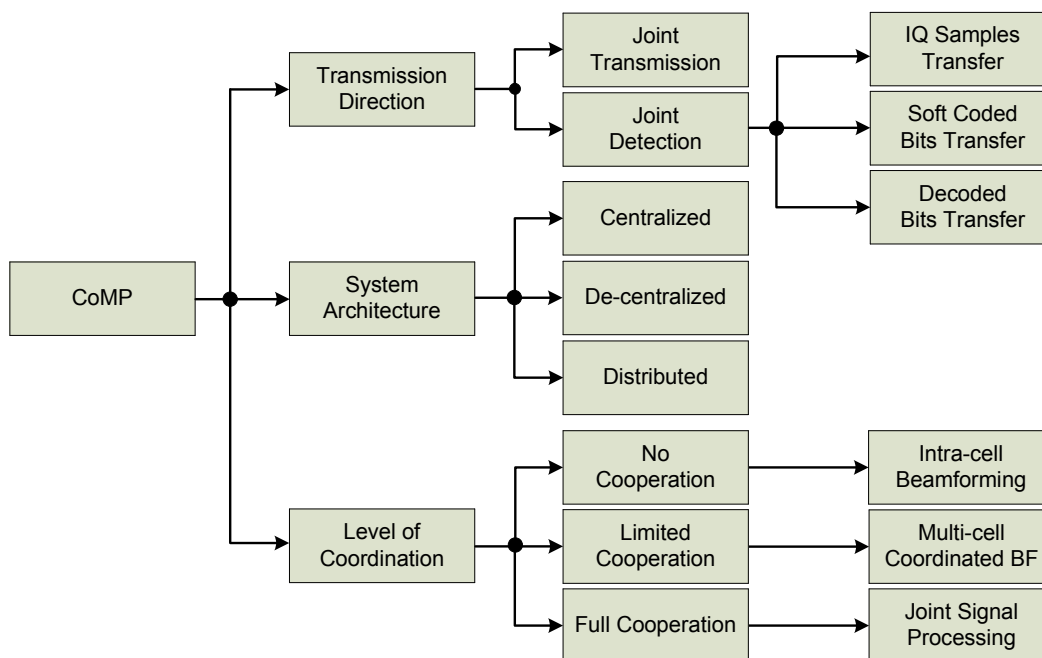 CoMP
Transmission
Direction
Joint
Transmission
Joint
Detection
IQ Samples
Transfer
Soft Coded
Bits Transfer
Decoded
Bits Transfer
System
Architecture
Centralized
De-centralized
Distributed
Level of
Coordination
No
Cooperation
Intra-cell
Beamforming
Limited
Cooperation
Multi-cell
Coordinated BF
Full Cooperation
Joint Signal
Processing